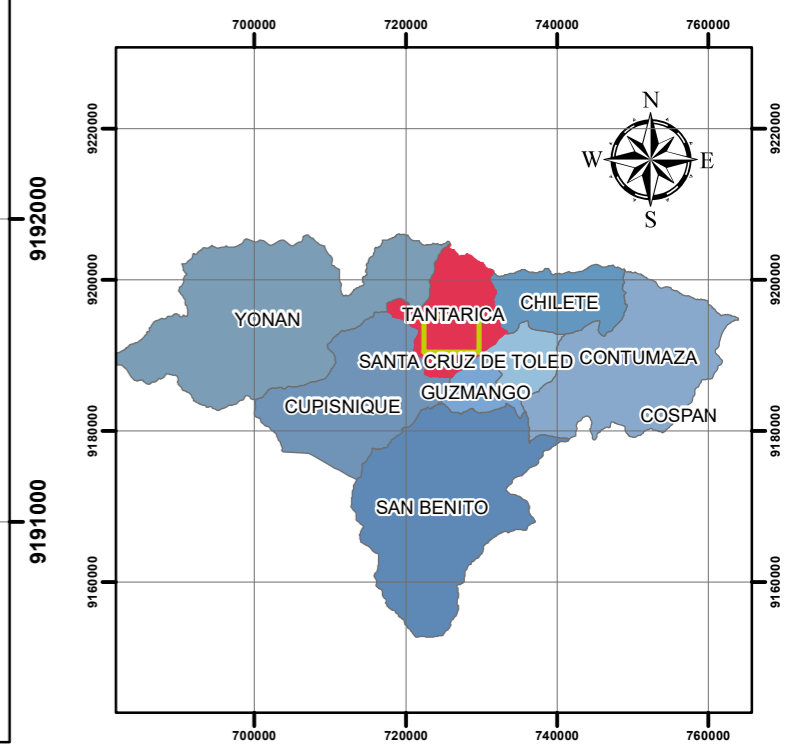 700000 720000 740000 760000
N
W E
S
9220000 9220000
9192000
9200000 9200000
CHILETE
TANTARICA
YONAN
SANTA CRUZ DE TOLED CONTUMAZA
GUZMANGO
CUPISNIQUE
COSPAN
9180000 9180000
SAN BENITO
9191000
9160000 9160000
700000 720000 740000 760000